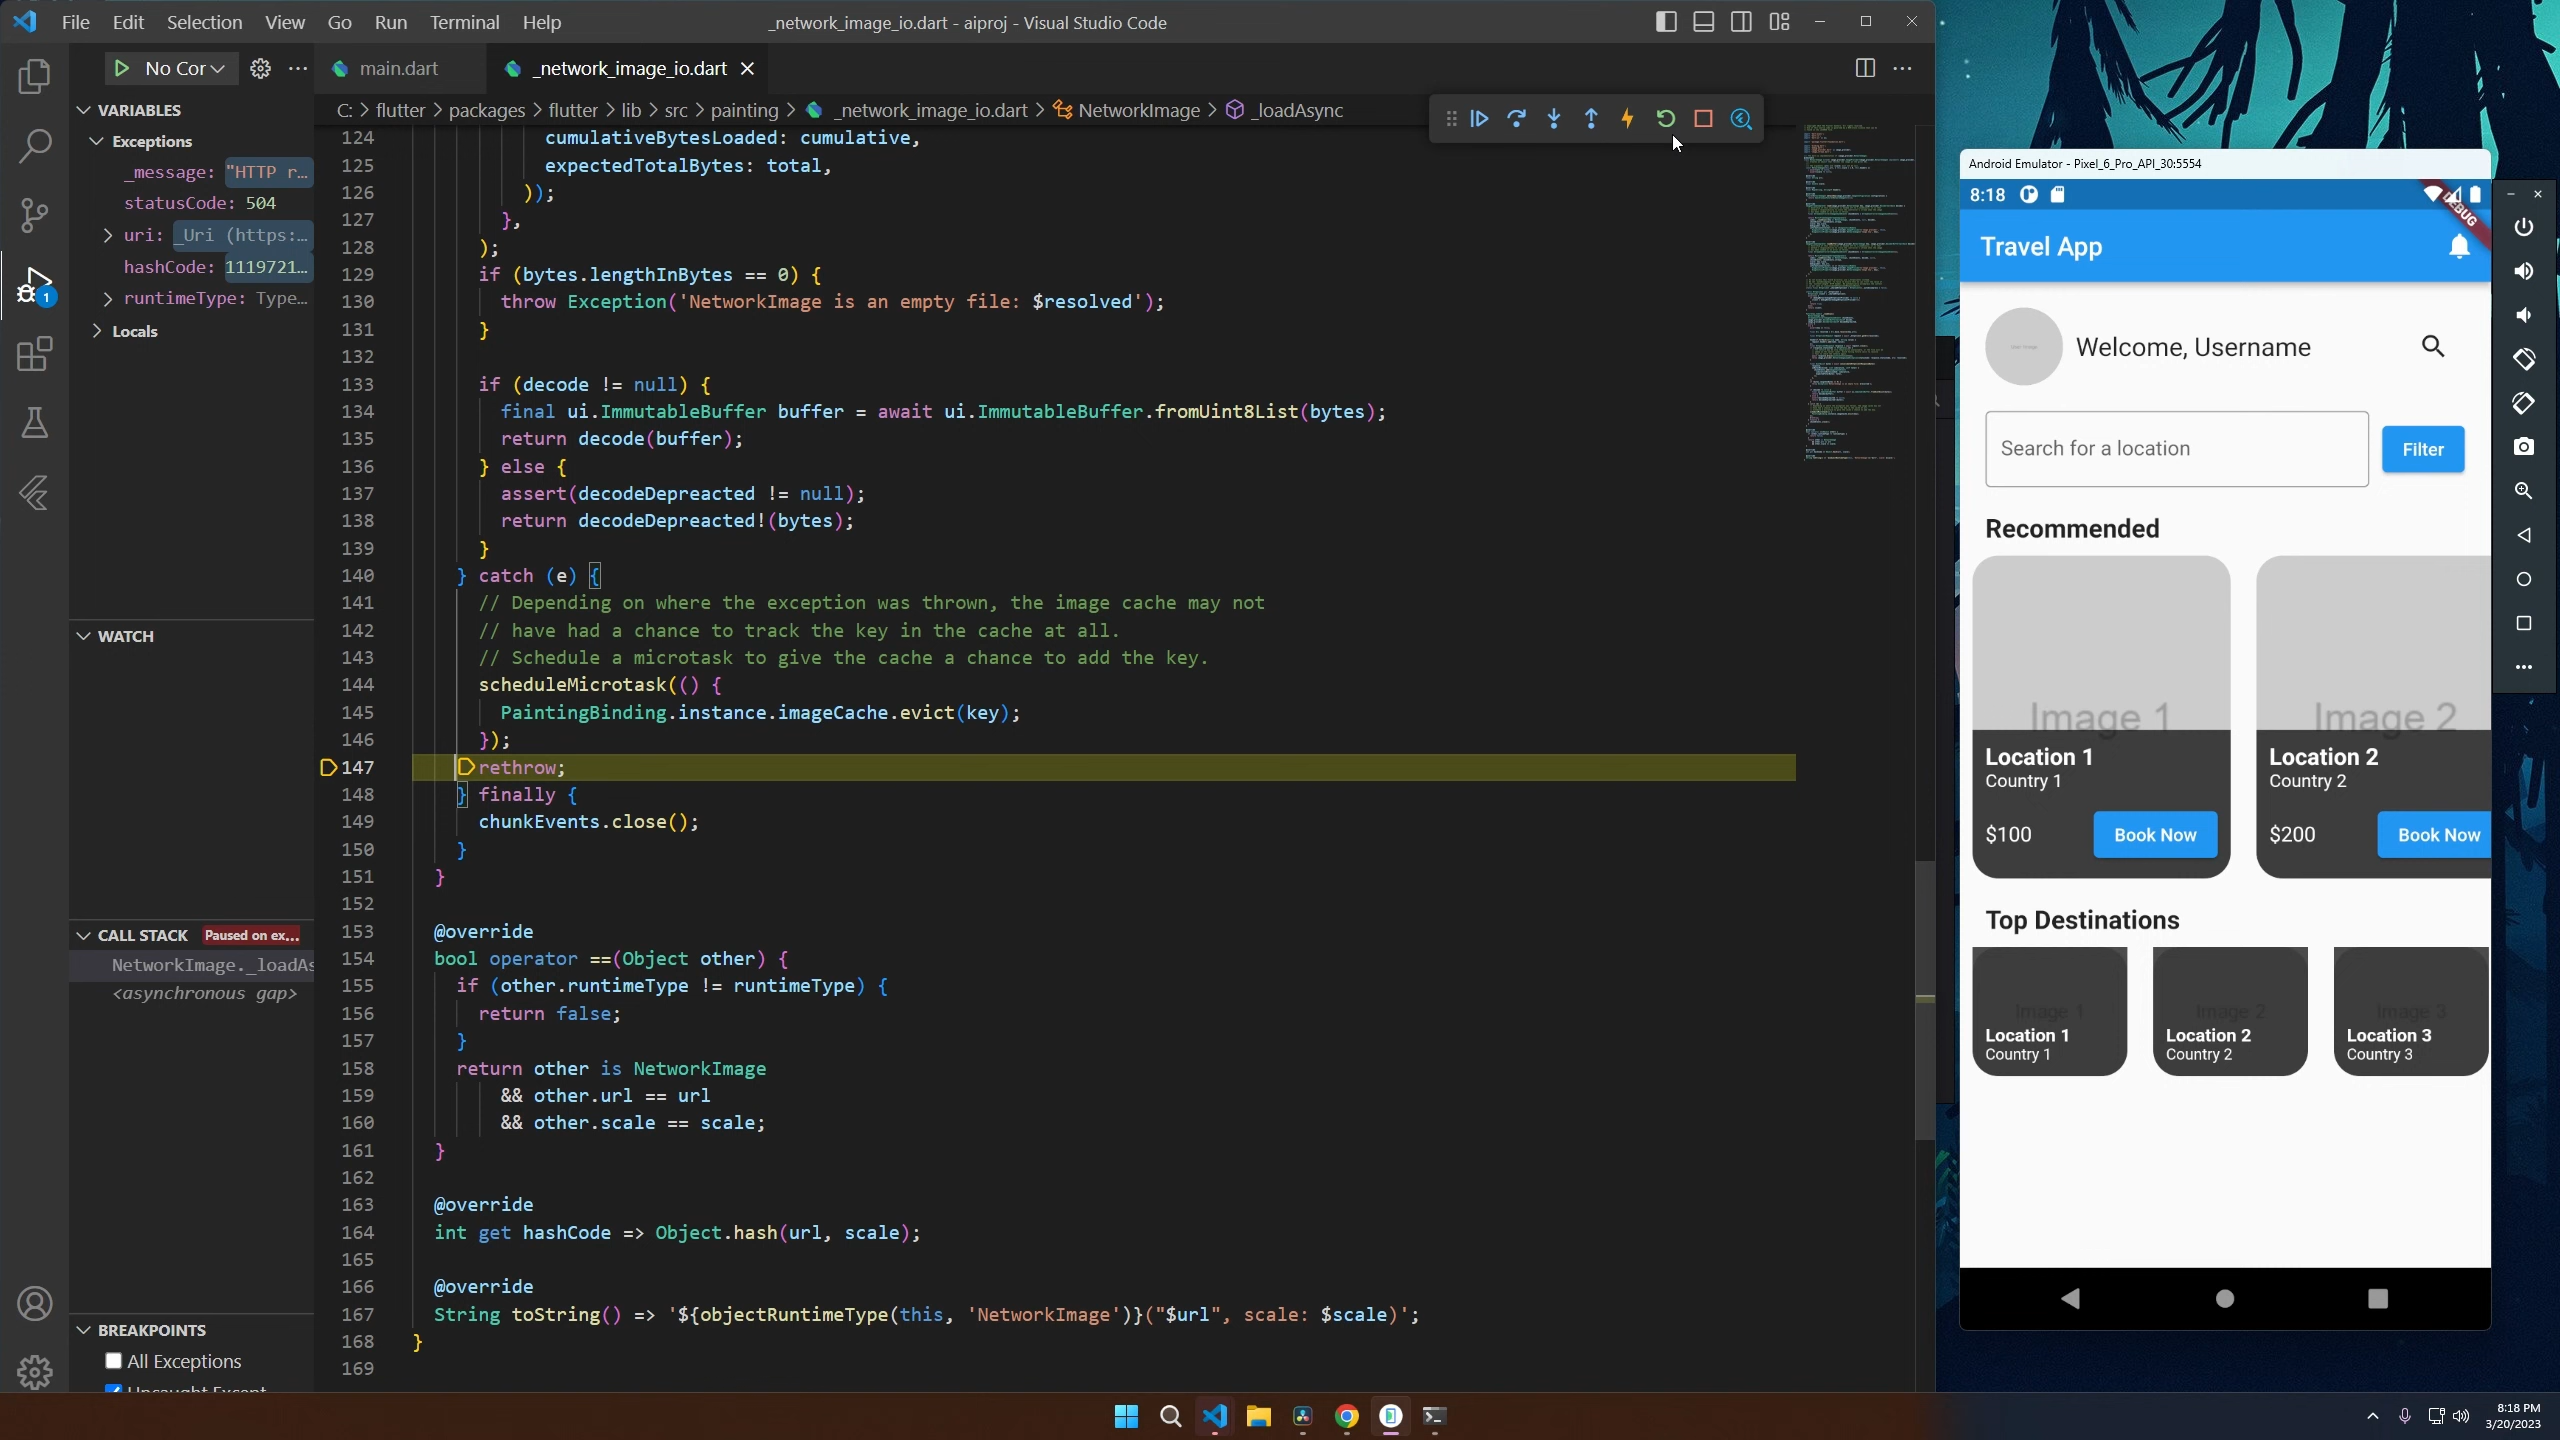 File Edit Selection View Go Run Terminal Help
_network_image_io.dart - aiproj - Visual Studio Code
No Cor
main.dart
_network_image_io.dart
C: > flutter > packages > flutter > lib > src > painting > _network_image_io.dart > NetworkImage > _loadAsync
VARIABLES
Exceptions
_message: "HTTP r...
statusCode: 504
uri: _Uri (https:...
hashCode: 1119721...
runtimeType: Type...
Locals
WATCH
CALL STACK Paused on ex...
NetworkImage._loadAs
<asynchronous gap>
BREAKPOINTS
All Exceptions
Uncaught Except
1
124 cumulativeBytesLoaded: cumulative,
125 expectedTotalBytes: total,
126 ));
127 },
128 );
129 if (bytes.lengthInBytes == 0) {
130 throw Exception('NetworkImage is an empty file: $resolved');
131 }
132
133 if (decode != null) {
134 final ui.ImmutableBuffer buffer = await ui.ImmutableBuffer.fromUint8List(bytes);
135 return decode(buffer);
136 } else {
137 assert(decodeDepreacted != null);
138 return decodeDepreacted!(bytes);
139 }
140 } catch (e) {
141 // Depending on where the exception was thrown, the image cache may not
142 // have had a chance to track the key in the cache at all.
143 // Schedule a microtask to give the cache a chance to add the key.
144 scheduleMicrotask(() {
145 PaintingBinding.instance.imageCache.evict(key);
146 });
147 rethrow;
148 } finally {
149 chunkEvents.close();
150 }
151 }
152
153 @override
154 bool operator ==(Object other) {
155 if (other.runtimeType != runtimeType) {
156 return false;
157 }
158 return other is NetworkImage
159 && other.url == url
160 && other.scale == scale;
161 }
162
163 @override
164 int get hashCode => Object.hash(url, scale);
165
166 @override
167 String toString() => '${objectRuntimeType(this, 'NetworkImage')}("$url", scale: $scale)';
168 }
169
Android Emulator - Pixel_6_Pro_API_30:5554
8:18
DEBUG
Travel App
Welcome, Username
Search for a location
Filter
Recommended
Image 1 Image 2
Location 1 Location 2
Country 1 Country 2
$100 Book Now $200 Book Now
Top Destinations
Image 1 Image 2 Image 3
Location 1 Location 2 Location 3
Country 1 Country 2 Country 3
8:18 PM
3/20/2023